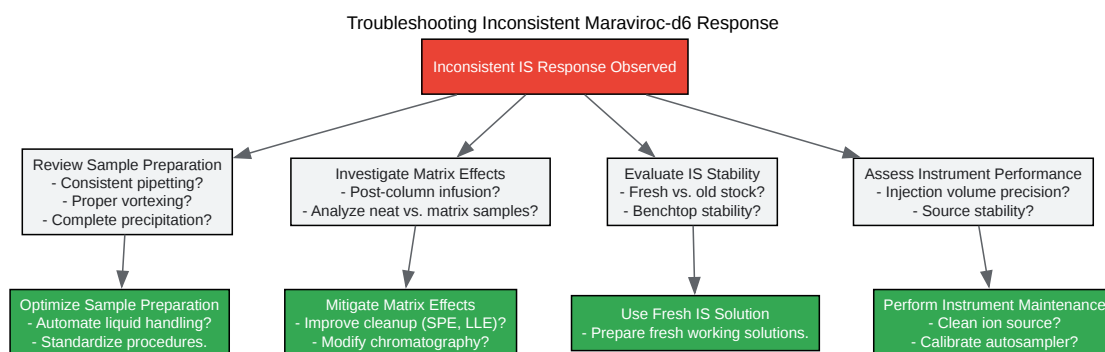 Troubleshooting Inconsistent Maraviroc-d6 Response
Inconsistent IS Response Observed
Review Sample Preparation
- Consistent pipetting?
- Proper vortexing?
- Complete precipitation?
Investigate Matrix Effects
- Post-column infusion?
- Analyze neat vs. matrix samples?
Evaluate IS Stability
- Fresh vs. old stock?
- Benchtop stability?
Assess Instrument Performance
- Injection volume precision?
- Source stability?
Optimize Sample Preparation
- Automate liquid handling?
- Standardize procedures.
Mitigate Matrix Effects
- Improve cleanup (SPE, LLE)?
- Modify chromatography?
Use Fresh IS Solution
- Prepare fresh working solutions.
Perform Instrument Maintenance
- Clean ion source?
- Calibrate autosampler?